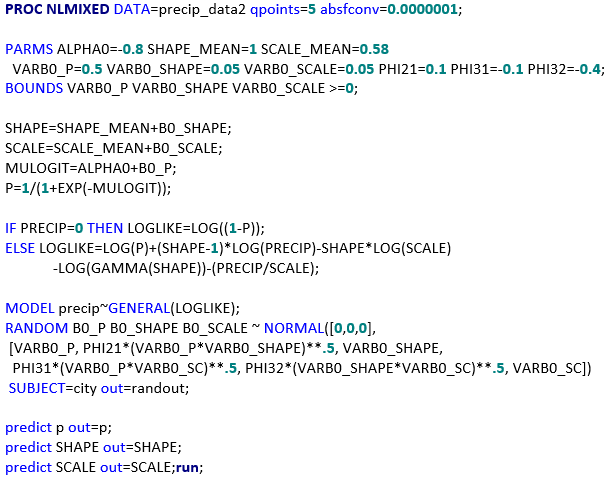 PROC NLMIXED DATA=precip_data2 qpoints=5 absfconv=0.0000001;
PARMS ALPHA0=-0.8 SHAPE_MEAN=1 SCALE_MEAN=0.58
VARB0_P=0.5 VARB0_SHAPE=0.05 VARB0_SCALE=0.05 PHI21=0.1 PHI31=-0.1 PHI32=-0.4;
BOUNDS VARB0_P VARB0_SHAPE VARB0_SCALE >=0;
SHAPE=SHAPE_MEAN+B0_SHAPE;
SCALE=SCALE_MEAN+B0_SCALE;
MULOGIT=ALPHA0+B0_P;
P=1/(1+EXP(-MULOGIT));
IF PRECIP=0 THEN LOGLIKE=LOG((1-P));
ELSE LOGLIKE=LOG(P)+(SHAPE-1)*LOG(PRECIP)-SHAPE*LOG(SCALE)
-LOG(GAMMA(SHAPE))-(PRECIP/SCALE);
MODEL precip~GENERAL(LOGLIKE);
RANDOM B0_P B0_SHAPE B0_SCALE ~ NORMAL([0,0,0],
[VARB0_P, PHI21*(VARB0_P*VARB0_SHAPE)**.5, VARB0_SHAPE,
PHI31*(VARB0_P*VARB0_SC)**.5, PHI32*(VARB0_SHAPE*VARB0_SC)**.5, VARB0_SC])
SUBJECT=city out=randout;
predict p out=p;
predict SHAPE out=SHAPE;
predict SCALE out=SCALE;run;